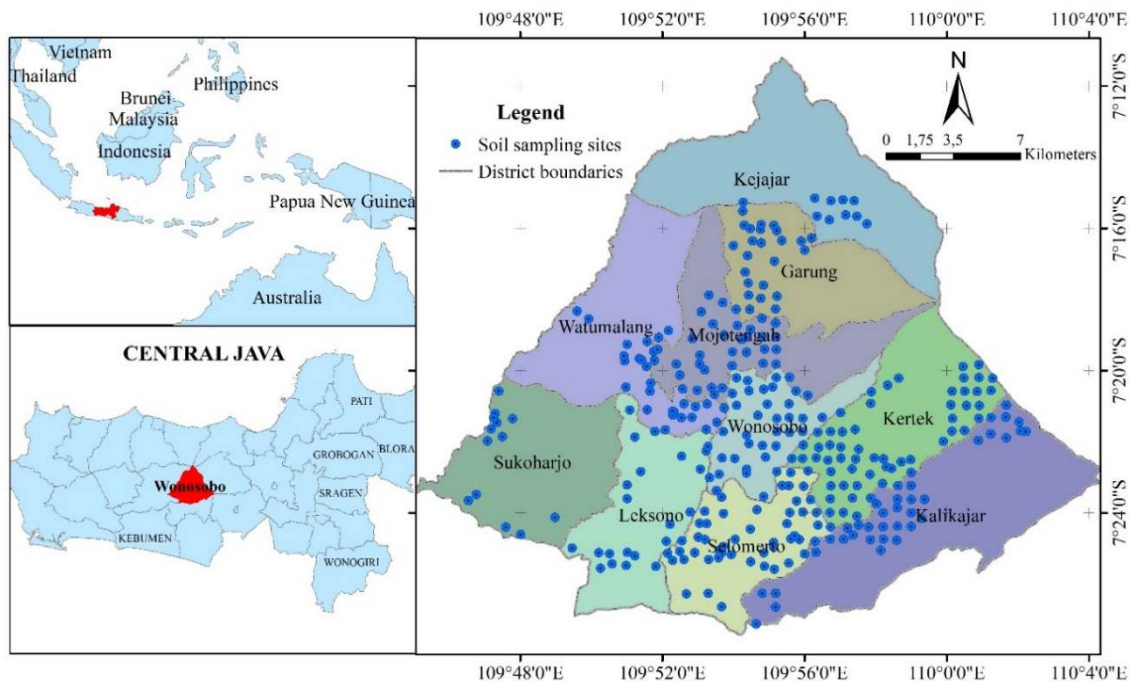 Vietnam
Thailand
Philippines
Brunei
Malaysia
Indonesia
Papua New Guinea
Australia
CENTRAL JAVA
PATI
BLORA
GROBOGAN
Wonosobo
SRAGEN
KEBUMEN
WONOGIRI
109°48'0"E 109°52'0"E 109°56'0"E 110°0'0"E 110°4'0"E
Legend
Soil sampling sites
District boundaries
N
0 1,75 3,5 7
Kilometers
7°12'0"S
7°16'0"S
7°20'0"S
7°24'0"S
Kejajar
Garung
Watumalang
Mojotengah
Wonosobo
Kertek
Sukoharjo
Leksono
Kalikajar
Selomerto
109°48'0"E 109°52'0"E 109°56'0"E 110°0'0"E 110°4'0"E